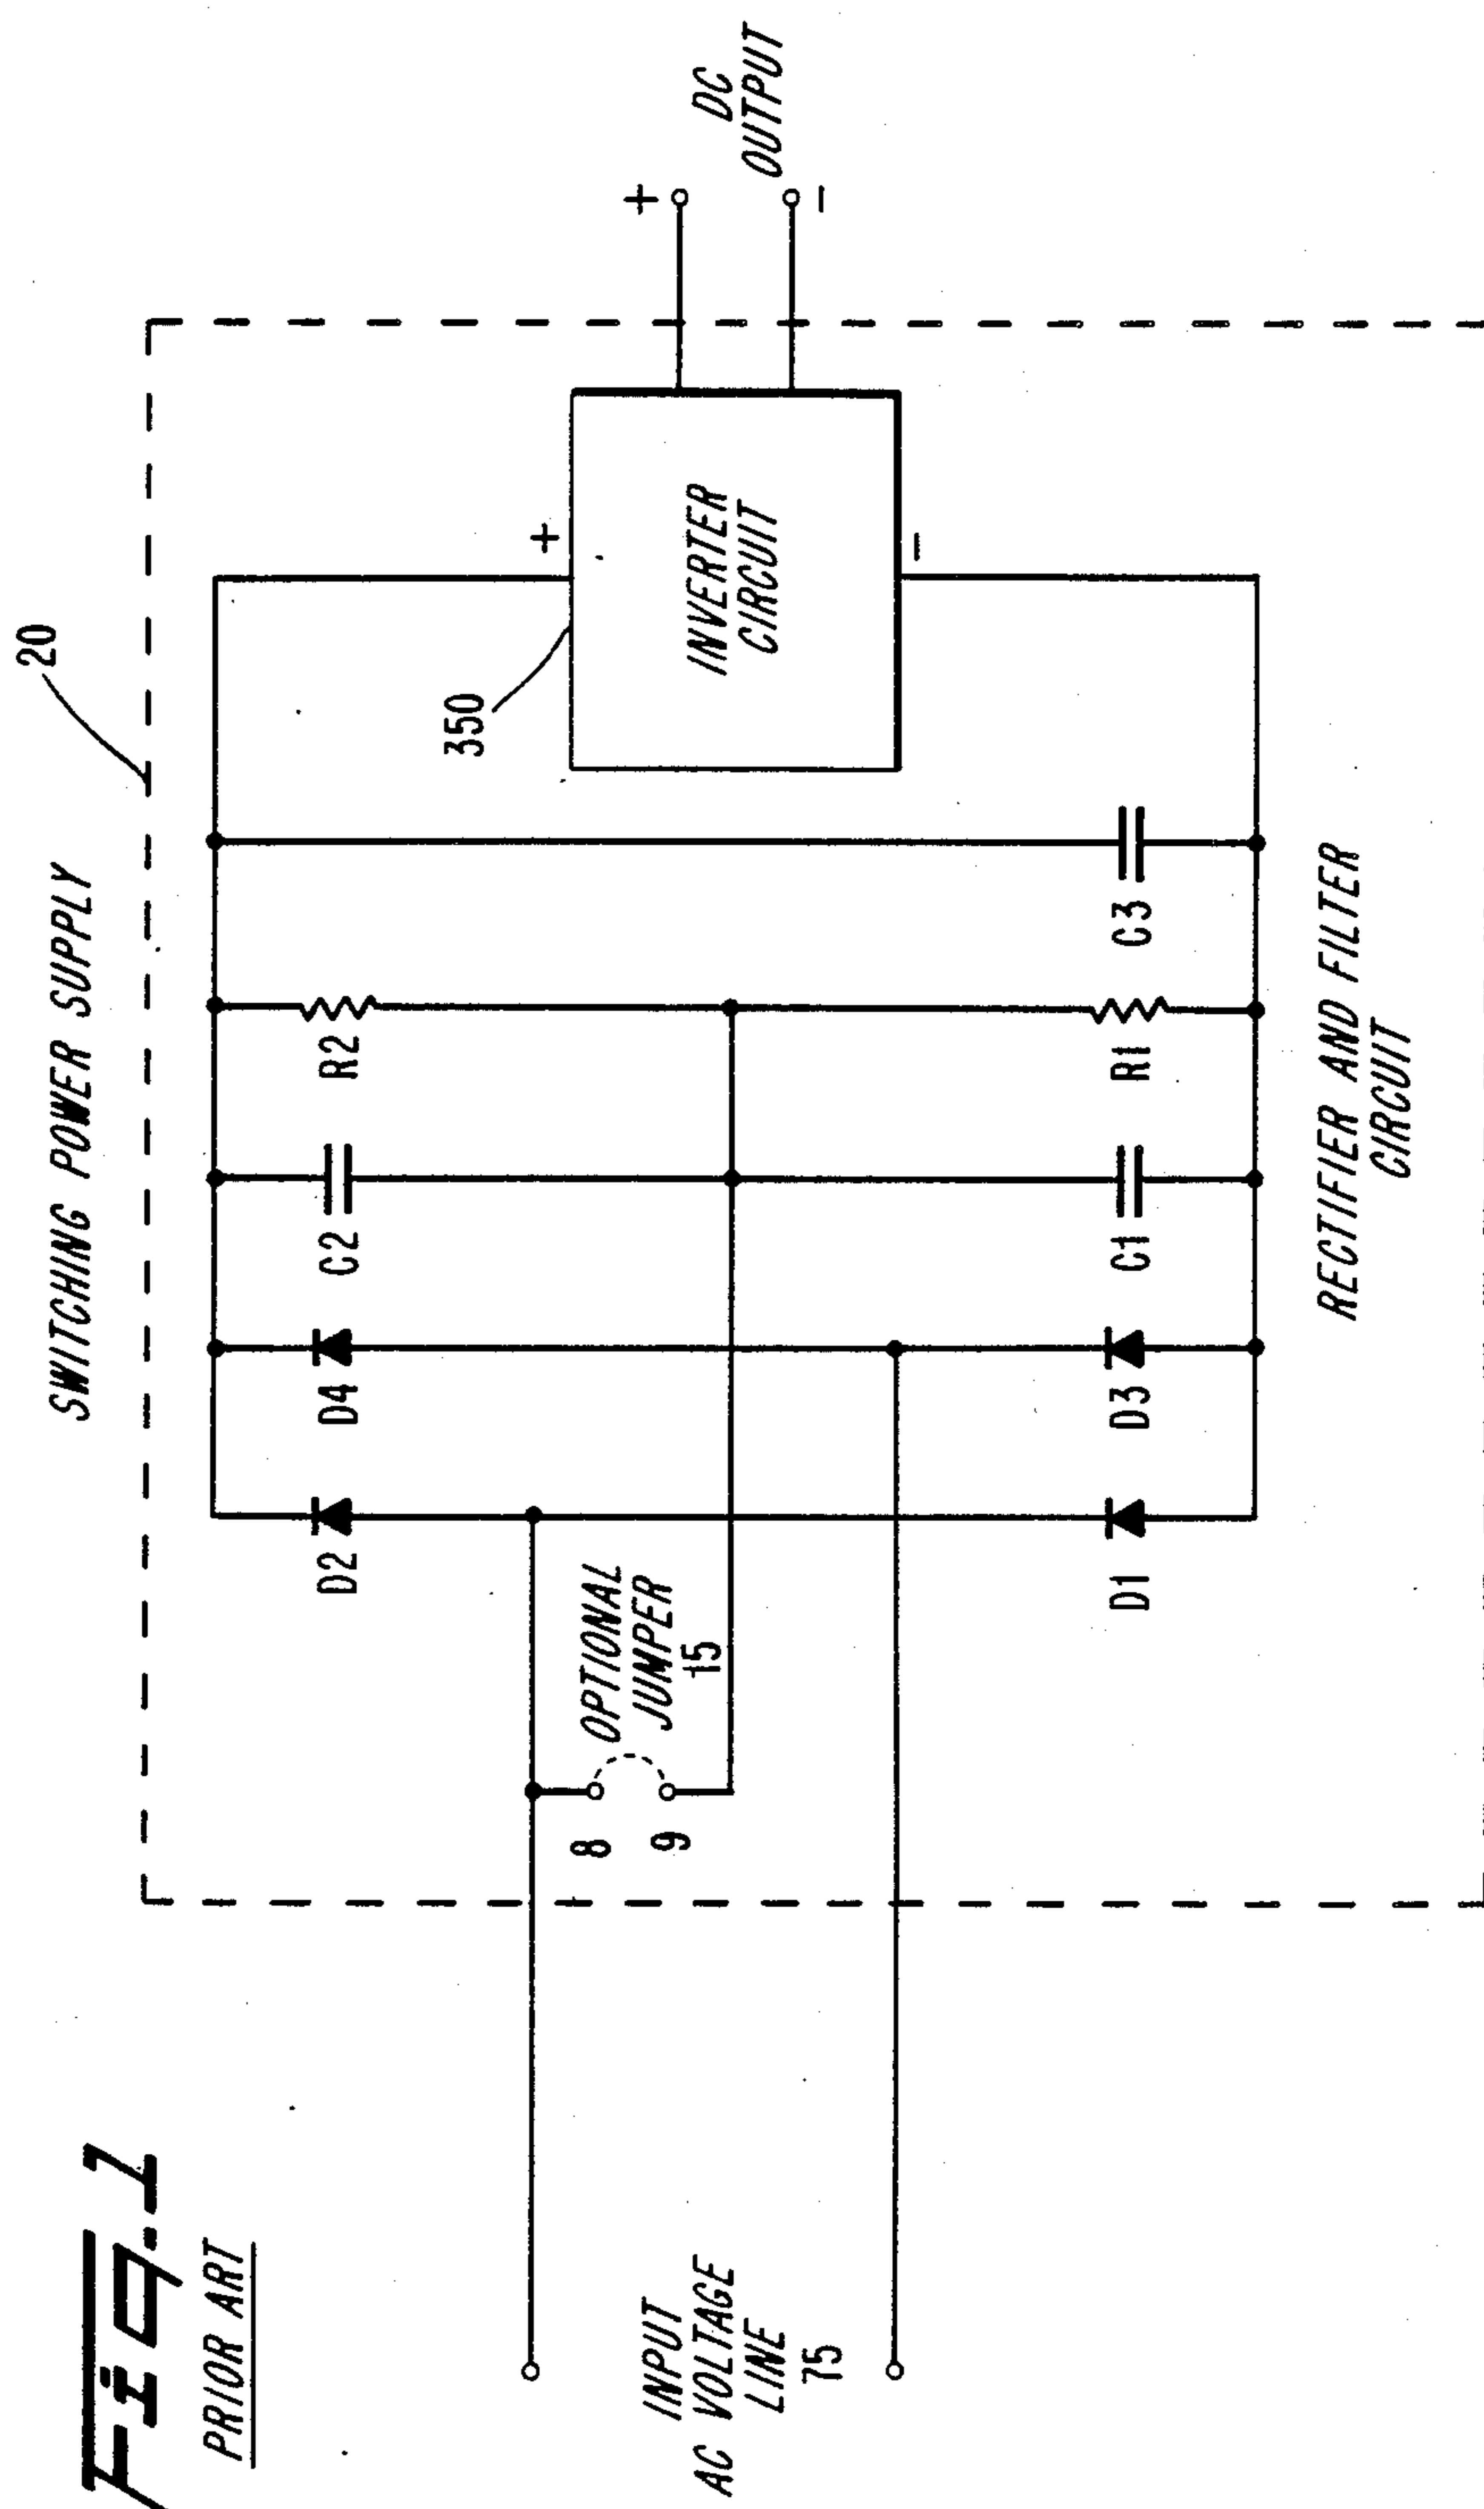 Fig. 1
PRIOR ART
SWITCHING POWER SUPPLY
20
INPUT
AC VOLTAGE
LINE
75
8
9
OPTIONAL
JUMPER
15
D2
D4
C2
R2
D1
D3
C1
R1
C3
350
+
INVERTER
CIRCUIT
−
+
DC
OUTPUT
−
RECTIFIER AND FILTER
CIRCUIT